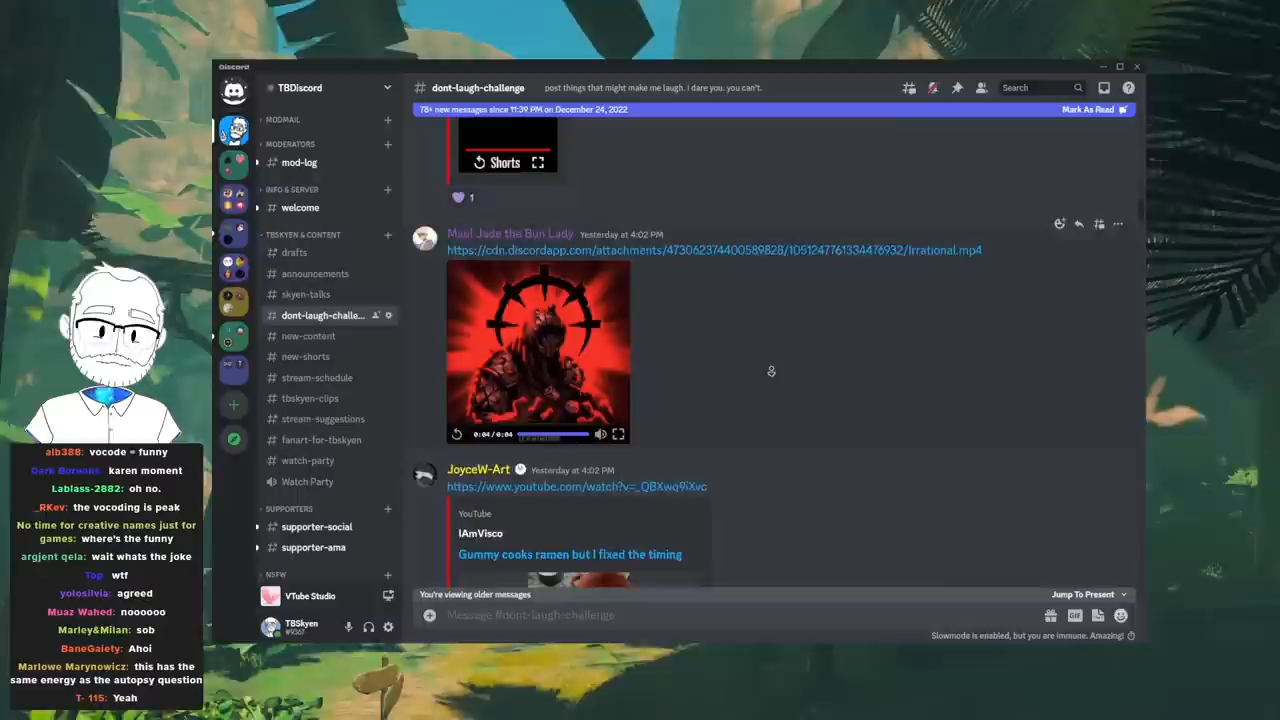 Discord
TBDiscord
dont-laugh-challenge
post things that might make me laugh. i dare you. you can't.
Search
78+ new messages since 11:39 PM on December 24, 2022
Mark As Read
MODMAIL
MODERATORS
mod-log
INFO & SERVER
welcome
TBSKYEN & CONTENT
drafts
announcements
skyen-talks
dont-laugh-challe...
new-content
new-shorts
stream-schedule
tbskyen-clips
stream-suggestions
fanart-for-tbskyen
watch-party
Watch Party
SUPPORTERS
supporter-social
supporter-ama
NSFW
VTube Studio
TBSkyen
#9367
Shorts
1
Maal Jade the Bun Lady Yesterday at 4:02 PM
https://cdn.discordapp.com/attachments/473062374400589828/1051247761334476932/Irrational.mp4
0:04/0:04
JoyceW-Art Yesterday at 4:02 PM
https://www.youtube.com/watch?v=_QBXwq9iXvc
YouTube
IAmVisco
Gummy cooks ramen but I fixed the timing
You're viewing older messages
Jump To Present
Message #dont-laugh-challenge
GIF
Slowmode is enabled, but you are immune. Amazing!
alb388: vocode = funny
Dark Boreaus: karen moment
Lablass-2882: oh no.
_RKev: the vocoding is peak
No time for creative names just for
games: where's the funny
argjent qela: wait whats the joke
Top wtf
yolosilvia: agreed
Muaz Wahed: noooooo
Marley&Milan: sob
BaneGaiety: Ahoi
Marlowe Marynowicz: this has the
same energy as the autopsy question
T- 115: Yeah